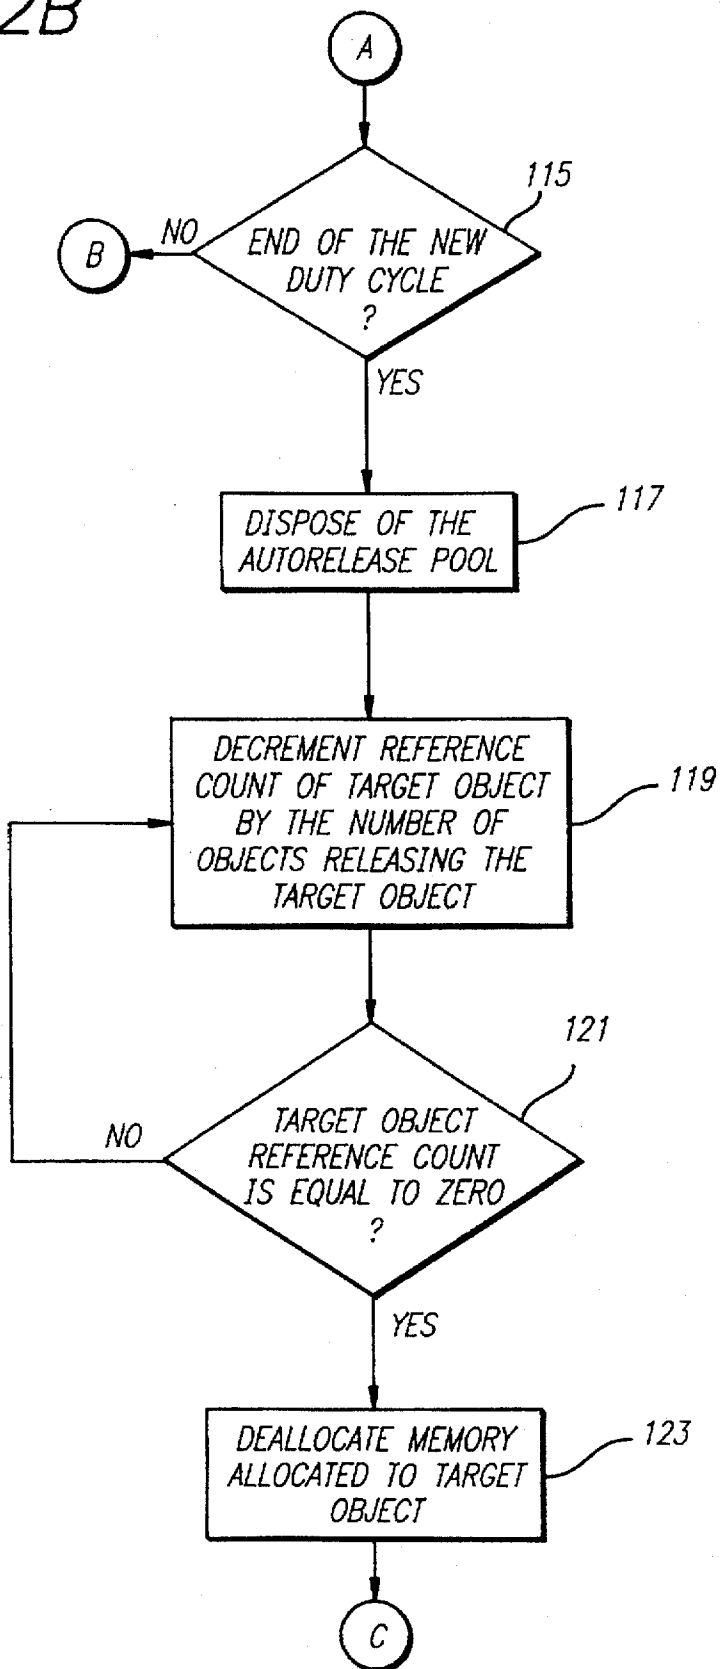 2B
A
115
END OF THE NEW
DUTY CYCLE
?
NO
B
YES
117
DISPOSE OF THE
AUTORELEASE POOL
DECREMENT REFERENCE
COUNT OF TARGET OBJECT
BY THE NUMBER OF
OBJECTS RELEASING THE
TARGET OBJECT
119
121
TARGET OBJECT
REFERENCE COUNT
IS EQUAL TO ZERO
?
NO
YES
DEALLOCATE MEMORY
ALLOCATED TO TARGET
OBJECT
123
C